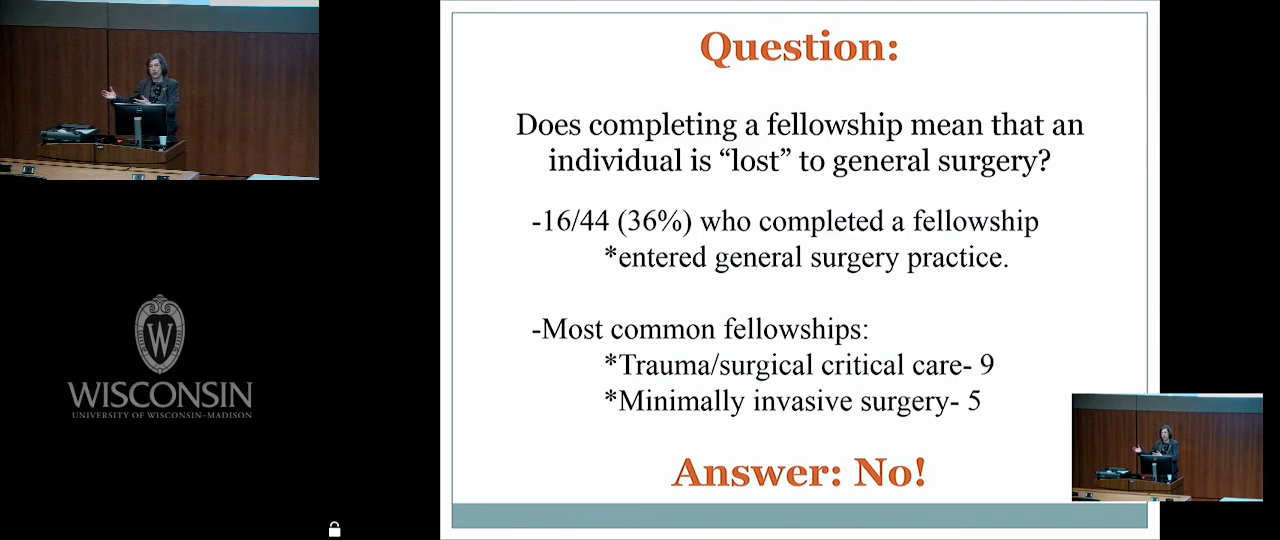 Question:
Does completing a fellowship mean that an
individual is “lost” to general surgery?
-16/44 (36%) who completed a fellowship
*entered general surgery practice.
-Most common fellowships:
*Trauma/surgical critical care- 9
*Minimally invasive surgery- 5
Answer: No!
W
WISCONSIN
UNIVERSITY OF WISCONSIN–MADISON